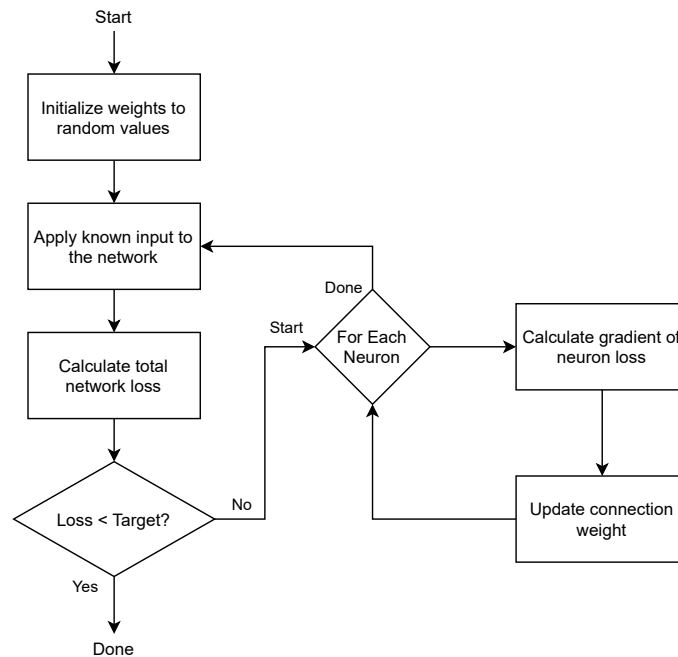 Start
Initialize weights to
random values
Apply known input to
the network
Calculate total
network loss
Loss < Target?
No
Yes
Done
Start
Done
For Each
Neuron
Calculate gradient of
neuron loss
Update connection
weight